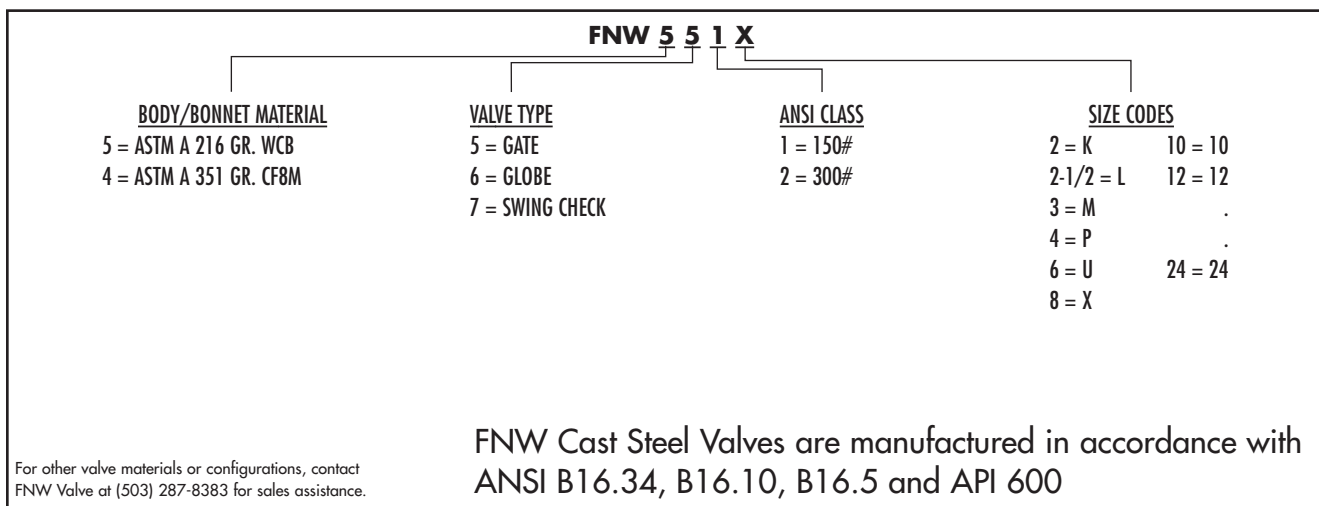 FNW 5 5 1 X
BODY/BONNET MATERIAL
5 = ASTM A 216 GR. WCB
4 = ASTM A 351 GR. CF8M
VALVE TYPE
5 = GATE
6 = GLOBE
7 = SWING CHECK
ANSI CLASS
1 = 150#
2 = 300#
SIZE CODES
2 = K 10 = 10
2-1/2 = L 12 = 12
3 = M .
4 = P .
6 = U 24 = 24
8 = X
For other valve materials or configurations, contact
FNW Valve at (503) 287-8383 for sales assistance.
FNW Cast Steel Valves are manufactured in accordance with
ANSI B16.34, B16.10, B16.5 and API 600